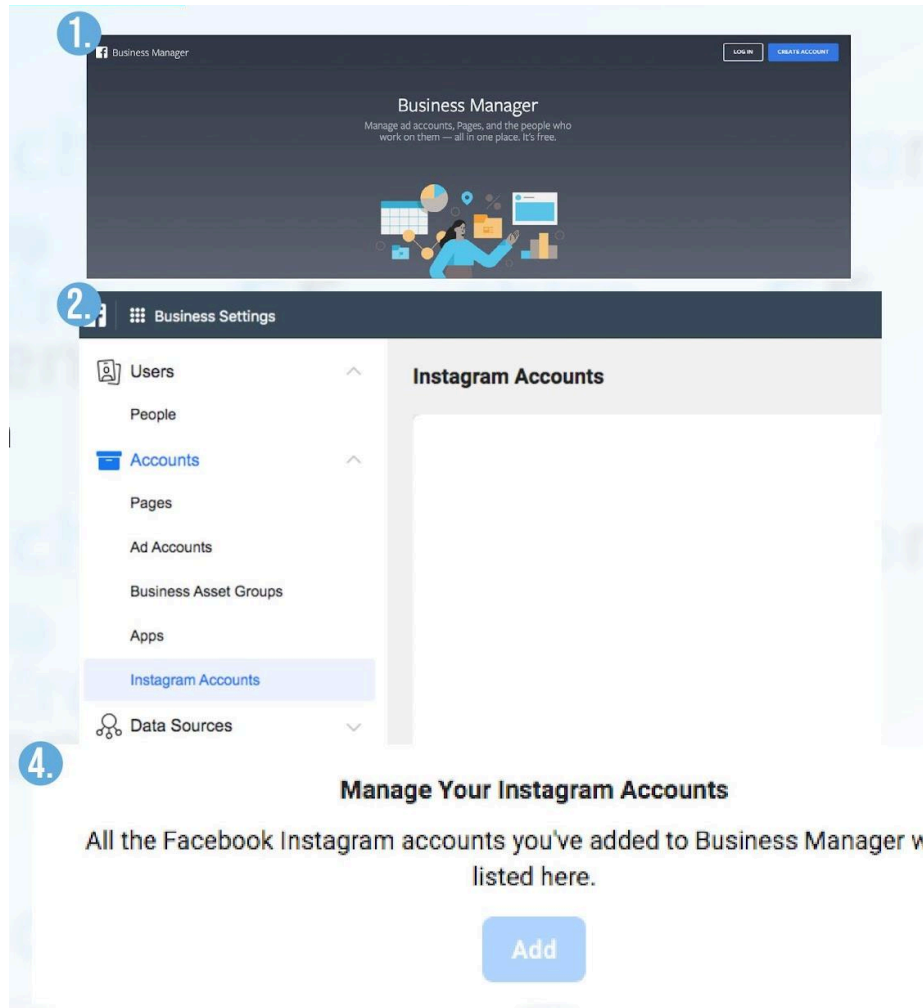 1.
Business Manager
LOG IN
CREATE ACCOUNT
Business Manager
Manage ad accounts, Pages, and the people who
work on them — all in one place. It's free.
2.
Business Settings
Users
Instagram Accounts
People
Accounts
Pages
Ad Accounts
Business Asset Groups
Apps
Instagram Accounts
Data Sources
4.
Manage Your Instagram Accounts
All the Facebook Instagram accounts you've added to Business Manager
listed here.
Add